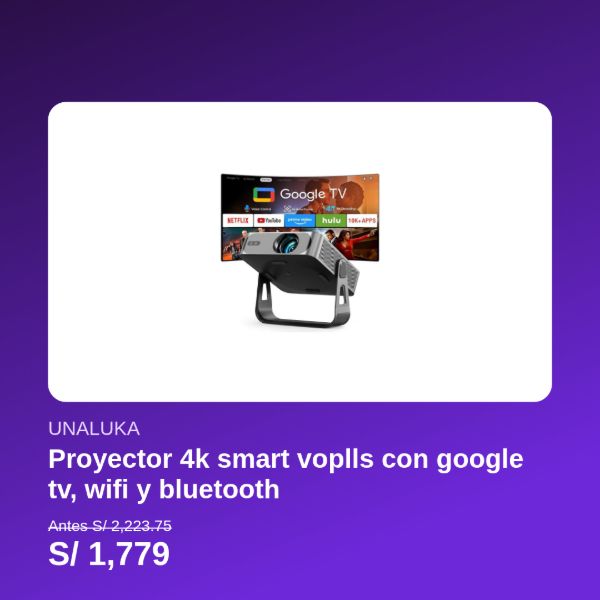 Google TV
NETFLIX YouTube prime video hulu 10K+APPS
UNALUKA
Proyector 4k smart voplls con google
tv, wifi y bluetooth
Antes S/ 2,223.75
S/ 1,779